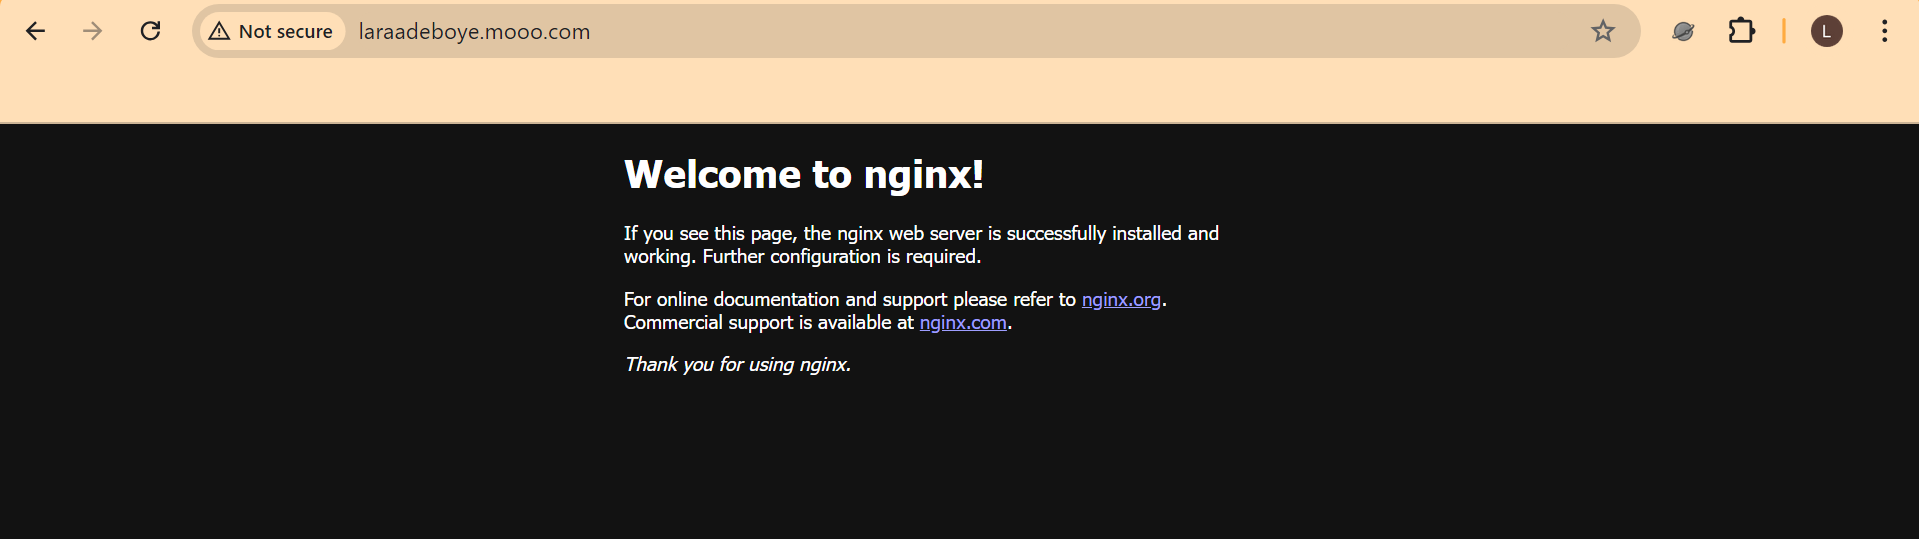 Not secure
laraadeboye.mooo.com
L
Welcome to nginx!
If you see this page, the nginx web server is successfully installed and
working. Further configuration is required.
For online documentation and support please refer to nginx.org.
Commercial support is available at nginx.com.
Thank you for using nginx.